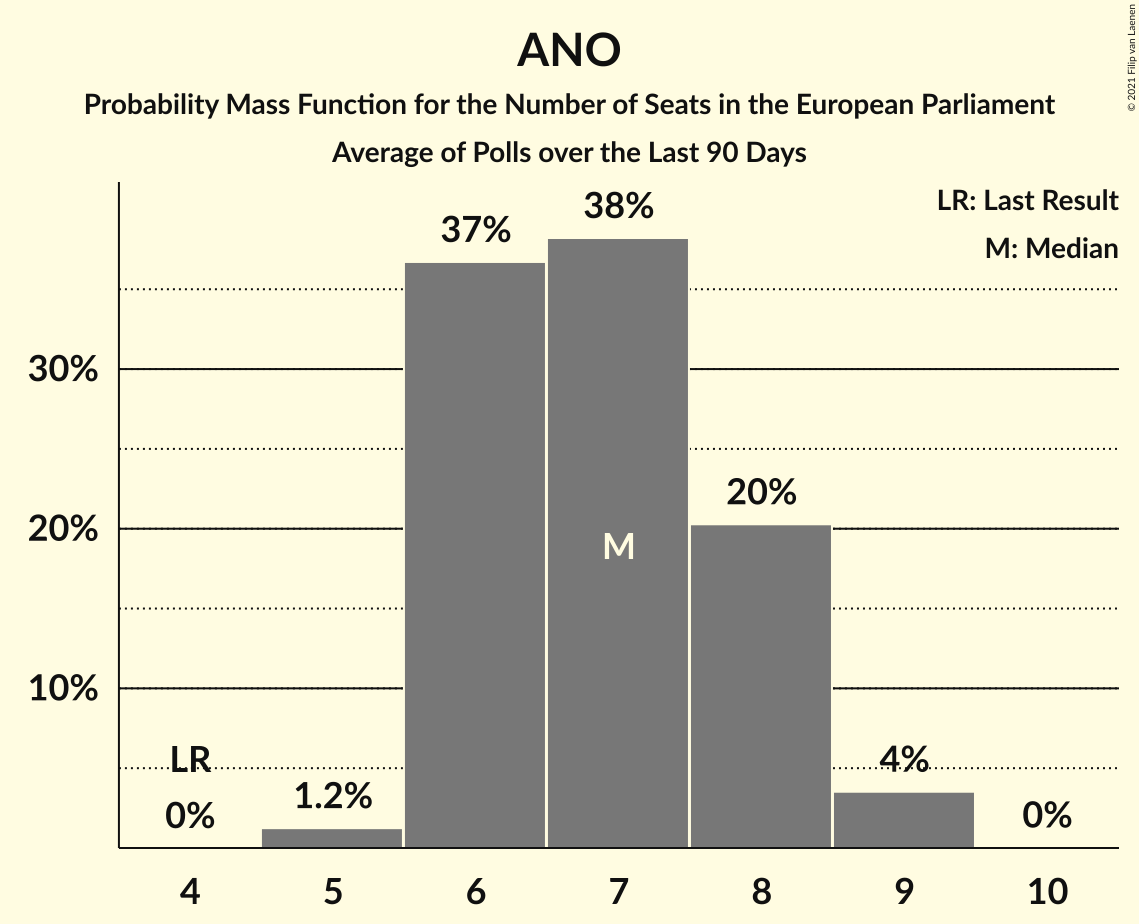 ANO
Probability Mass Function for the Number of Seats in the European Parliament
Average of Polls over the Last 90 Days
© 2021 Filip van Laenen
LR: Last Result
M: Median
38%
37%
30%
20%
20%
M
10%
LR
4%
1.2%
0%
0%
4 5 6 7 8 9 10